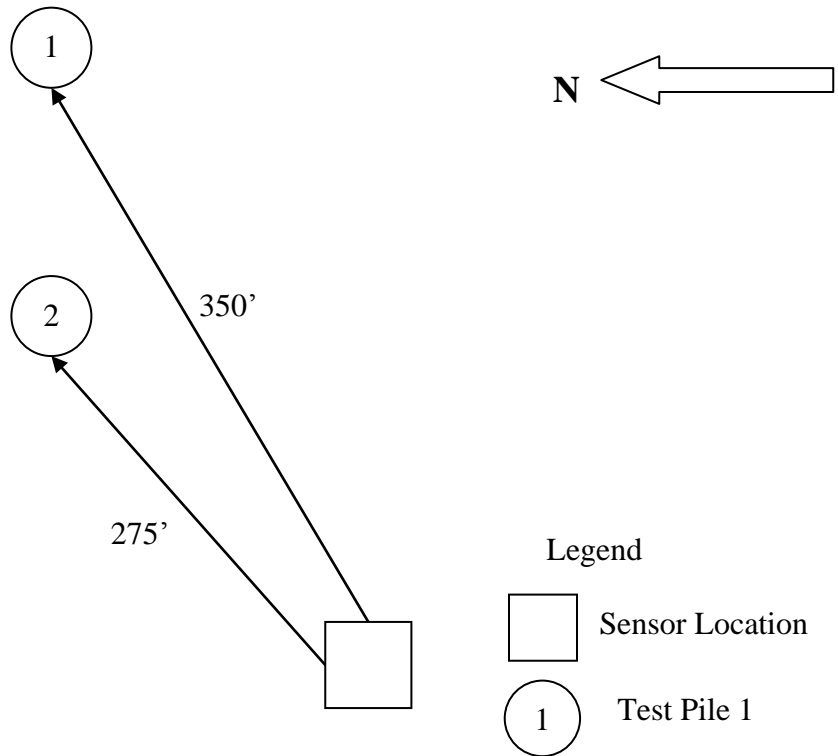 1
N
2
350’
275’
Legend
Sensor Location
1
Test Pile 1